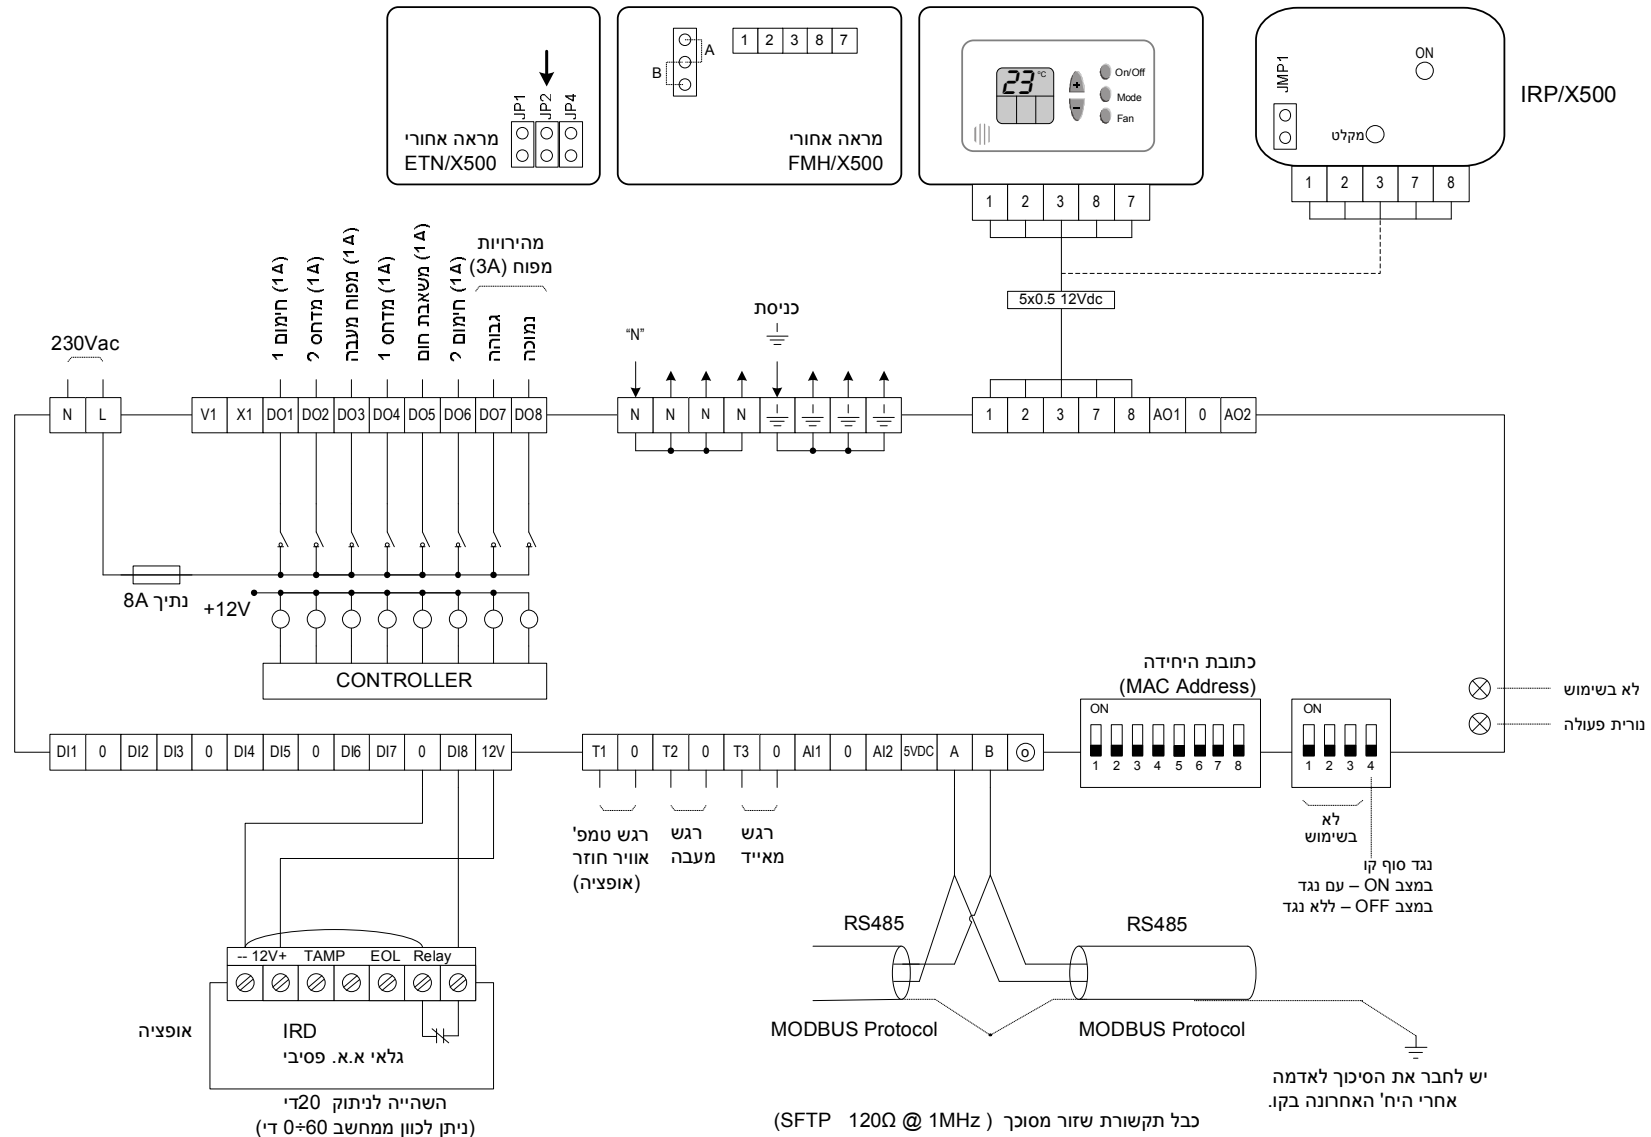 JP1
JP2
JP4
מראה אחורי
ETN/X500
A
B
1 2 3 8 7
מראה אחורי
FMH/X500
23 °C
+
−
On/Off
Mode
Fan
1 2 3 8 7
JMP1
ON
מקלט
1 2 3 7 8
IRP/X500
5x0.5 12Vdc
230Vac
חימום 1 (1A)
מדחס 2 (1A)
מפוח מעבה (1A)
מדחס 1 (1A)
משאבת חום (1A)
חימום 2 (1A)
מהירויות
מפוח (3A)
גבוהה
נמוכה
"N"
כניסת
N L
V1 X1 DO1 DO2 DO3 DO4 DO5 DO6 DO7 DO8
N N N N
1 2 3 7 8 AO1 0 AO2
נתיך 8A
+12V
CONTROLLER
כתובת היחידה
(MAC Address)
ON
1 2 3 4 5 6 7 8
ON
1 2 3 4
לא בשימוש
נורית פעולה
DI1 0 DI2 DI3 0 DI4 DI5 0 DI6 DI7 0 DI8 12V
T1 0 T2 0 T3 0 AI1 0 AI2 5VDC A B
רגש טמפ'
אוויר חוזר
(אופציה)
רגש
מעבה
רגש
מאייד
לא
בשימוש
נגד סוף קו
במצב ON – עם נגד
במצב OFF – ללא נגד
RS485
RS485
MODBUS Protocol
MODBUS Protocol
-- 12V+ TAMP EOL Relay
אופציה
IRD
גלאי א.א. פסיבי
השהייה לניתוק 20די
(ניתן לכוון ממחשב 60÷0 די)
יש לחבר את הסיכוך לאדמה
אחרי היח' האחרונה בקו.
כבל תקשורת שזור מסוכך (SFTP 120Ω @ 1MHz )